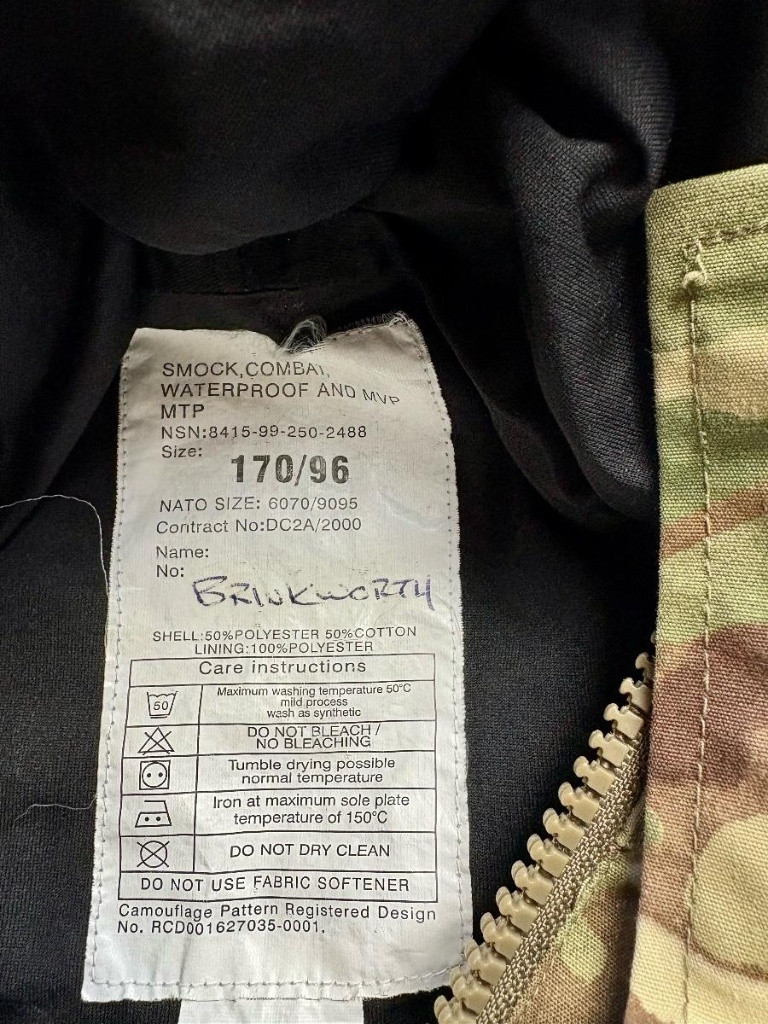 SMOCK,COMBAT,
WATERPROOF AND MVP
MTP
NSN:8415-99-250-2488
Size:
170/96
NATO SIZE: 6070/9095
Contract No:DC2A/2000
Name:
No:
BRINKWORTH
SHELL:50%POLYESTER 50%COTTON
LINING:100%POLYESTER
Care instructions
50
Maximum washing temperature 50°C
mild process
wash as synthetic
DO NOT BLEACH /
NO BLEACHING
Tumble drying possible
normal temperature
Iron at maximum sole plate
temperature of 150°C
DO NOT DRY CLEAN
DO NOT USE FABRIC SOFTENER
Camouflage Pattern Registered Design
No. RCD001627035-0001.